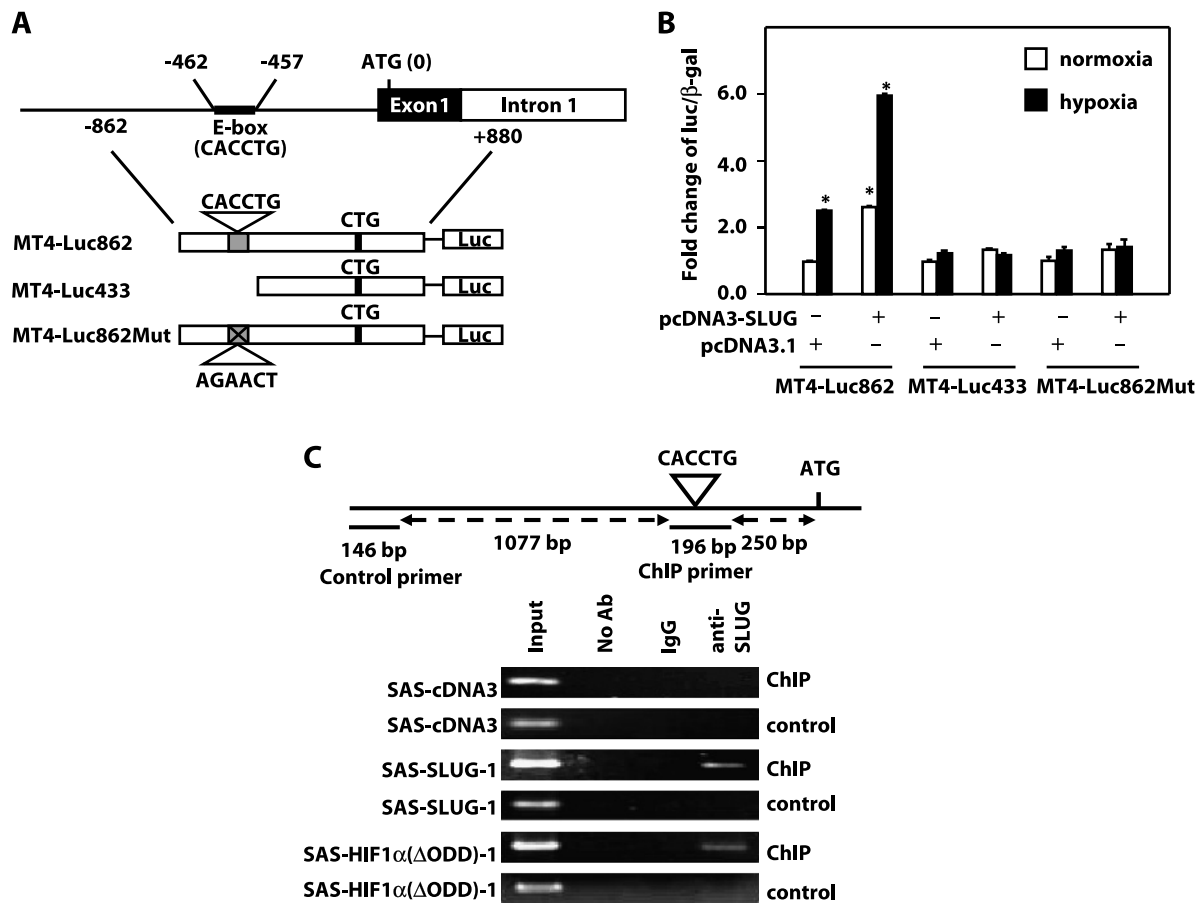 A
-462
-457
ATG (0)
Exon1
Intron 1
-862
E-box
(CACCTG)
+880
CACCTG
CTG
MT4-Luc862
Luc
CTG
MT4-Luc433
Luc
CTG
MT4-Luc862Mut
Luc
AGAACT
B
Fold change of luc/β-gal
normoxia
hypoxia
6.0
4.0
2.0
0.0
* * *
pcDNA3-SLUG – + – + – +
pcDNA3.1 + – + – + –
MT4-Luc862 MT4-Luc433 MT4-Luc862Mut
C
CACCTG
ATG
146 bp
1077 bp
196 bp
250 bp
Control primer
ChIP primer
Input
No Ab
IgG
anti-
SLUG
SAS-cDNA3 ChIP
SAS-cDNA3 control
SAS-SLUG-1 ChIP
SAS-SLUG-1 control
SAS-HIF1α(ΔODD)-1 ChIP
SAS-HIF1α(ΔODD)-1 control